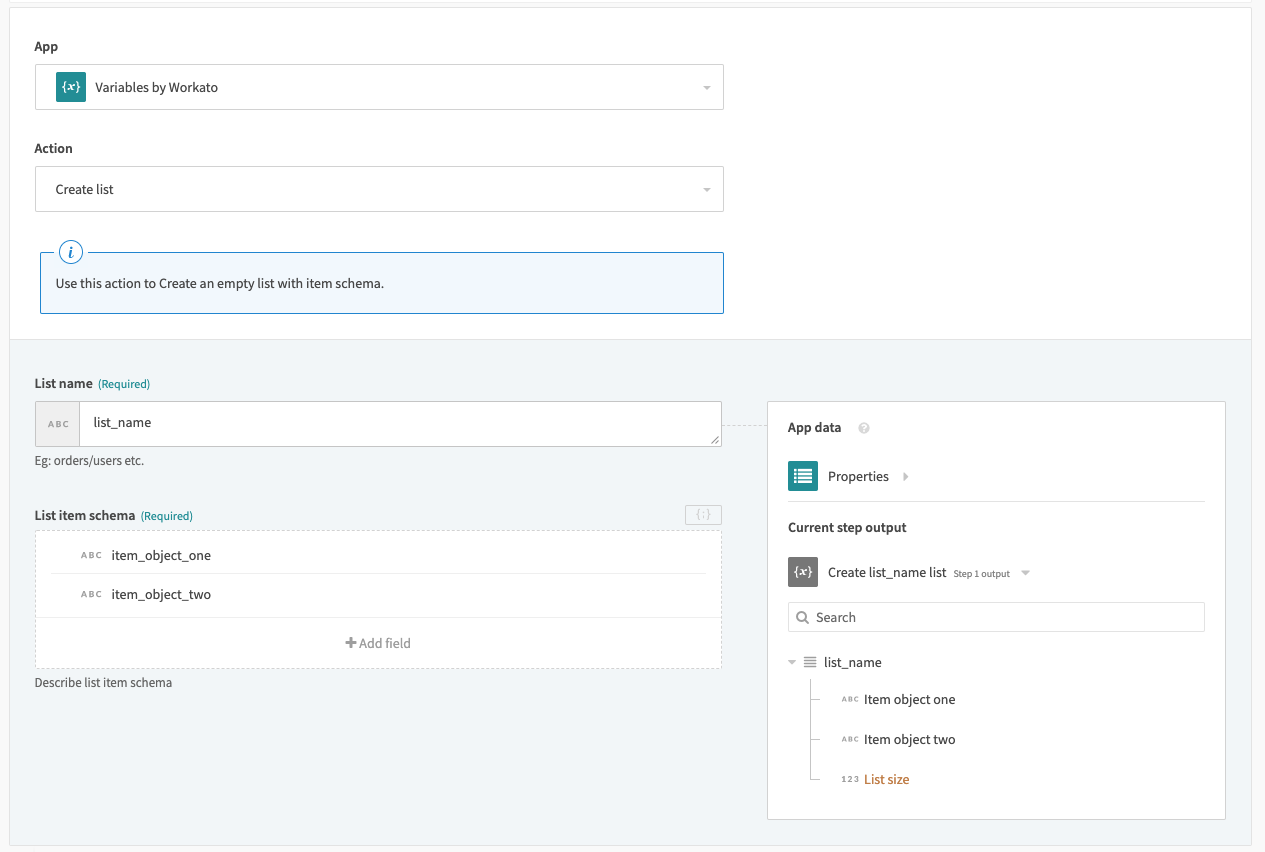 App
{x} Variables by Workato
Action
Create list
i
Use this action to Create an empty list with item schema.
List name (Required)
ABC list_name
Eg: orders/users etc.
List item schema (Required)
{;}
ABC item_object_one
ABC item_object_two
+ Add field
Describe list item schema
App data ?
Properties
Current step output
{x} Create list_name list Step 1 output
Search
list_name
ABC Item object one
ABC Item object two
123 List size